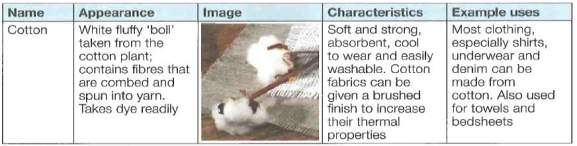 Name Appearance Image Characteristics Example uses
Cotton
White fluffy 'boll'
taken from the
cotton plant;
contains fibres that
are combed and
spun into yarn.
Takes dye readily
Soft and strong,
absorbent, cool
to wear and easily
washable. Cotton
fabrics can be
given a brushed
finish to increase
their thermal
properties
Most clothing,
especially shirts,
underwear and
denim can be
made from
cotton. Also used
for towels and
bedsheets